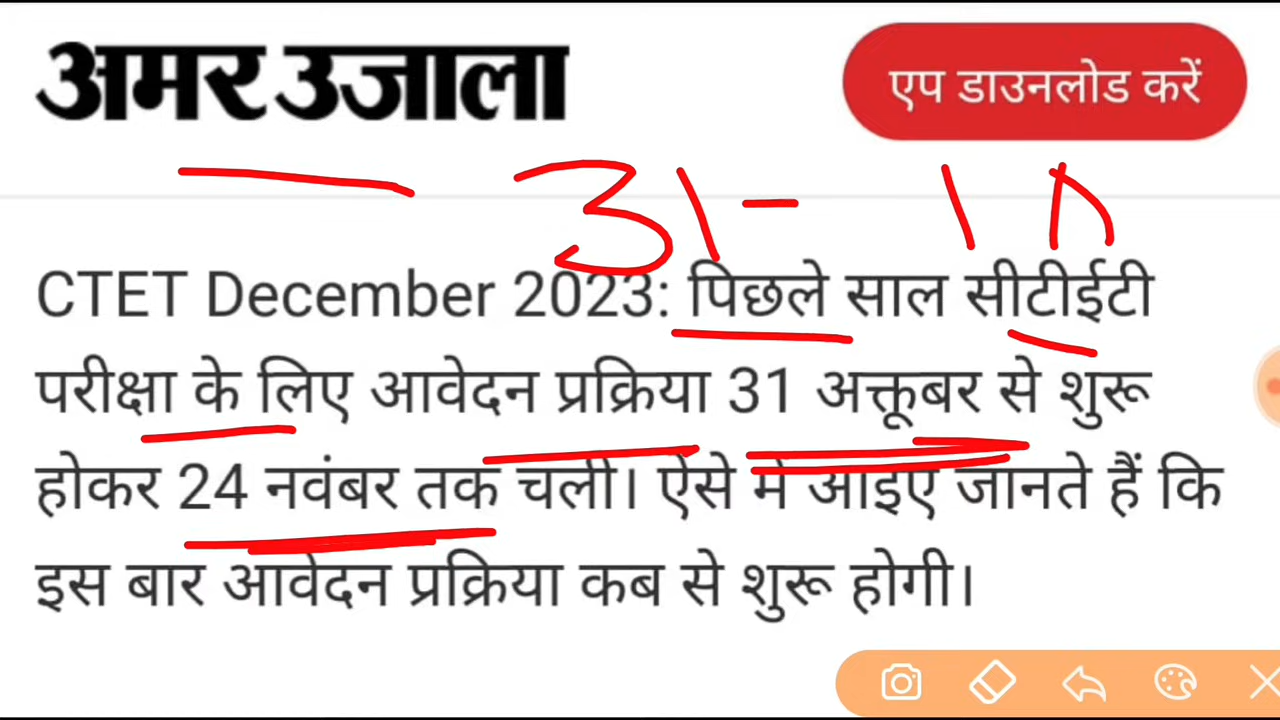 अमर उजाला
एप डाउनलोड करें
31- 10
CTET December 2023: पिछले साल सीटीईटी
परीक्षा के लिए आवेदन प्रक्रिया 31 अक्तूबर से शुरू
होकर 24 नवंबर तक चली। ऐसे में आइए जानते हैं कि
इस बार आवेदन प्रक्रिया कब से शुरू होगी।